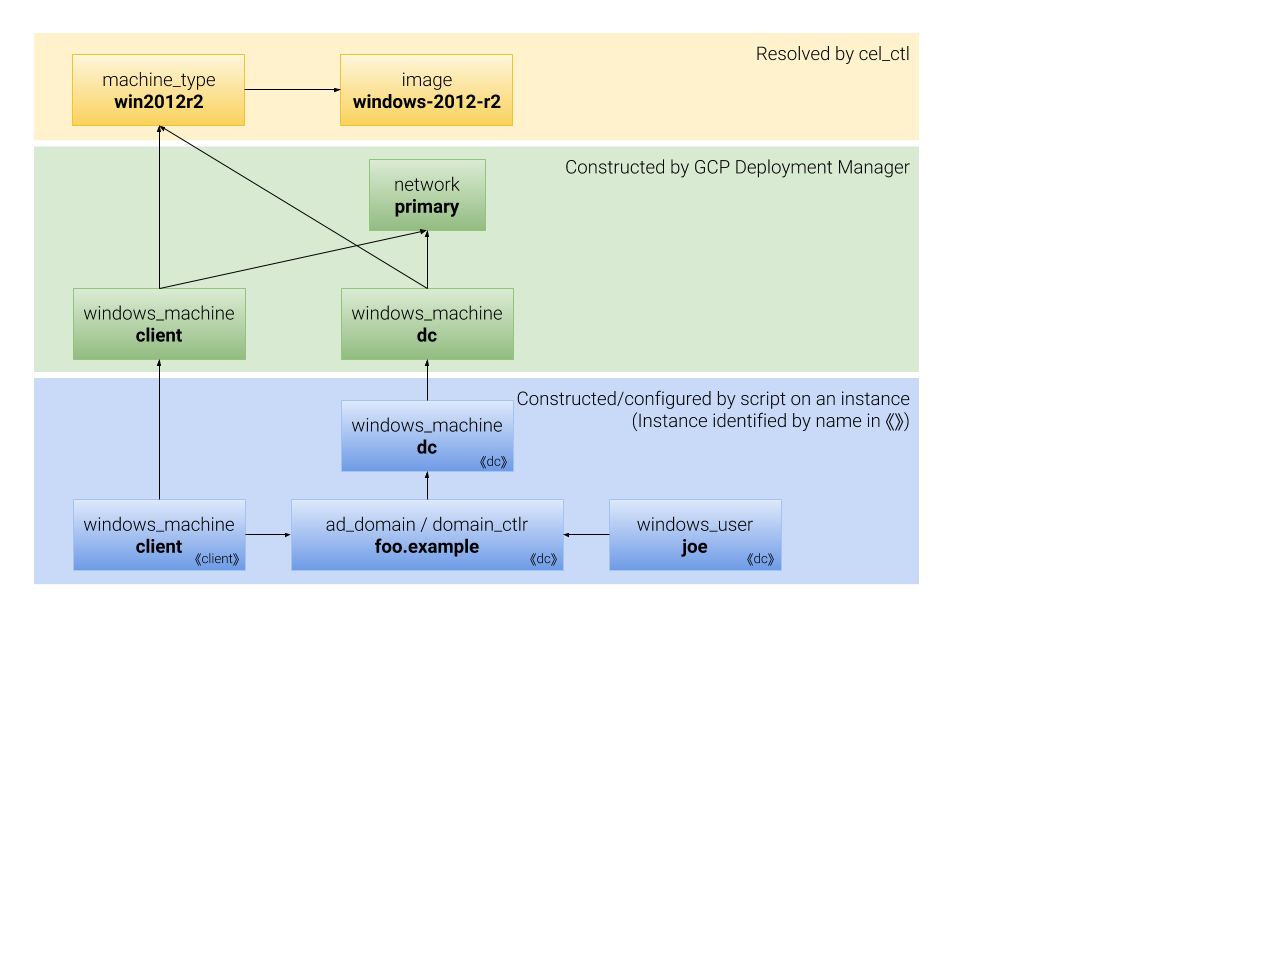 Resolved by cel_ctl
machine_type
win2012r2
image
windows-2012-r2
Constructed by GCP Deployment Manager
network
primary
windows_machine
client
windows_machine
dc
Constructed/configured by script on an instance
(Instance identified by name in 《》)
windows_machine
dc
《dc》
windows_machine
client
《client》
ad_domain / domain_ctlr
foo.example
《dc》
windows_user
joe
《dc》